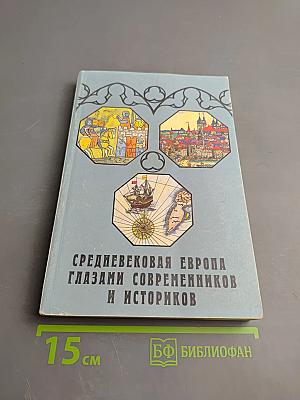 СРЕДНЕВЕКОВАЯ ЕВРОПА
ГЛАЗАМИ СОВРЕМЕННИКОВ
И ИСТОРИКОВ
15 см
БФ БИБЛИОФАН